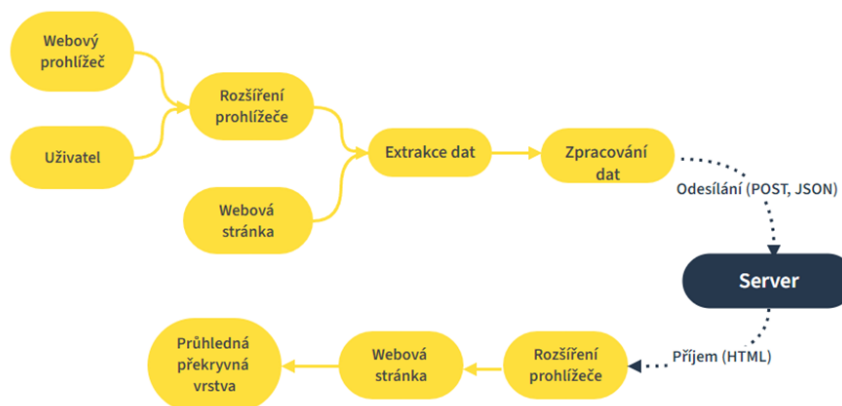 Webový
prohlížeč
Uživatel
Rozšíření
prohlížeče
Webová
stránka
Extrakce dat
Zpracování
dat
Odesílání (POST, JSON)
Server
Příjem (HTML)
Rozšíření
prohlížeče
Webová
stránka
Průhledná
překryvná
vrstva